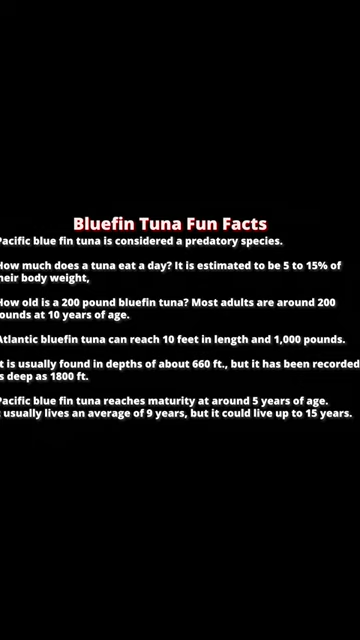 Bluefin Tuna Fun Facts
Pacific blue fin tuna is considered a predatory species.
How much does a tuna eat a day? It is estimated to be 5 to 15% of
their body weight,
How old is a 200 pound bluefin tuna? Most adults are around 200
pounds at 10 years of age.
Atlantic bluefin tuna can reach 10 feet in length and 1,000 pounds.
It is usually found in depths of about 660 ft., but it has been recorded
as deep as 1800 ft.
Pacific blue fin tuna reaches maturity at around 5 years of age.
It usually lives an average of 9 years, but it could live up to 15 years.